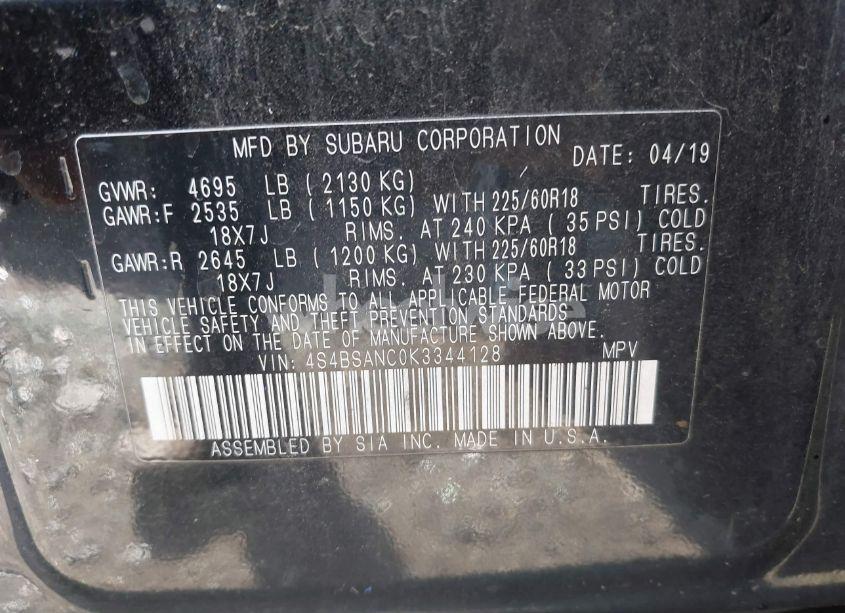 MFD BY SUBARU CORPORATION DATE: 04/19
GVWR: 4695 LB ( 2130 KG)
GAWR:F 2535 LB ( 1150 KG) WITH 225/60R18 TIRES.
18X7J RIMS. AT 240 KPA ( 35 PSI) COLD
GAWR:R 2645 LB ( 1200 KG) WITH 225/60R18 TIRES.
18X7J RIMS. AT 230 KPA ( 33 PSI) COLD
THIS VEHICLE CONFORMS TO ALL APPLICABLE FEDERAL MOTOR
VEHICLE SAFETY AND THEFT PREVENTION STANDARDS
IN EFFECT ON THE DATE OF MANUFACTURE SHOWN ABOVE.
VIN: 4S4BSANC0K3344128 MPV
ASSEMBLED BY SIA INC. MADE IN U.S.A.